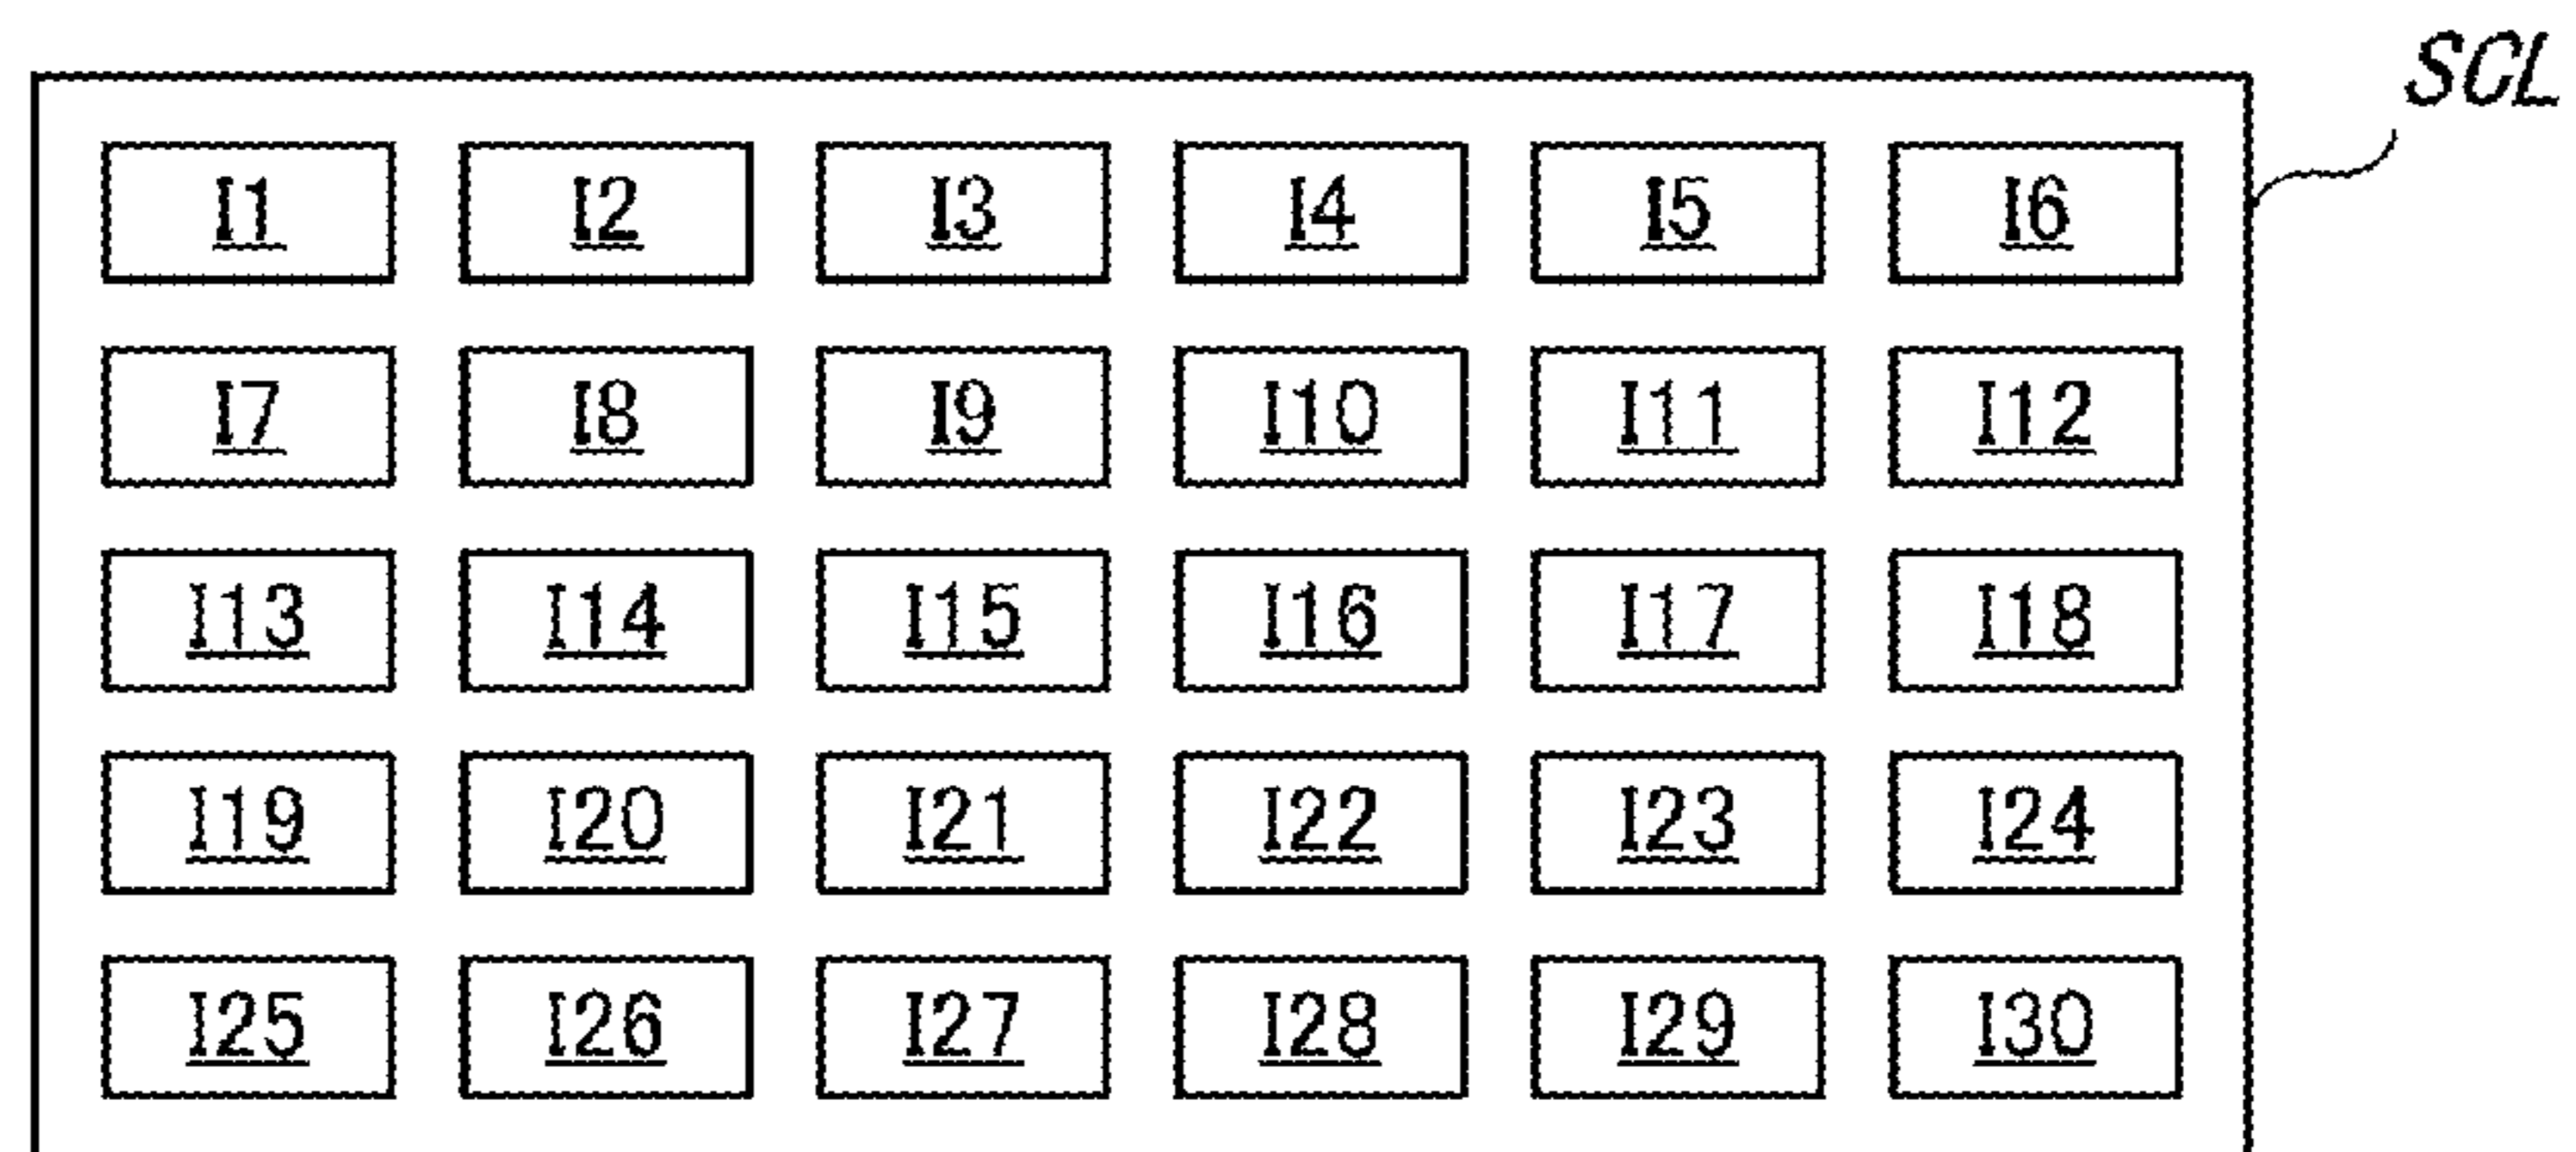 SCL
I1 I2 I3 I4 I5 I6
I7 I8 I9 I10 I11 I12
I13 I14 I15 I16 I17 I18
I19 I20 I21 I22 I23 I24
I25 I26 I27 I28 I29 I30